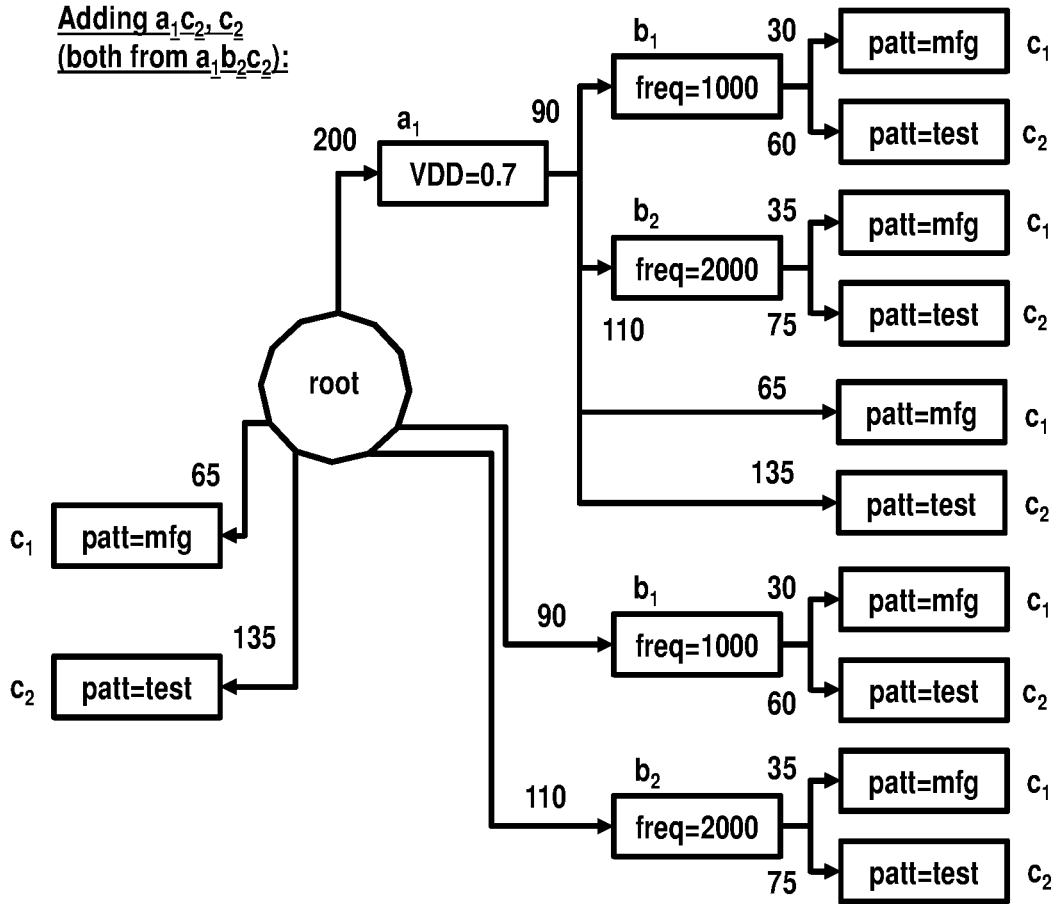 Adding a₁c₂, c₂
(both from a₁b₂c₂):
b₁
30
patt=mfg
c₁
freq=1000
90
a₁
200
VDD=0.7
60
patt=test
c₂
b₂
35
patt=mfg
c₁
freq=2000
110
75
patt=test
c₂
root
65
patt=mfg
c₁
135
patt=test
c₂
65
c₁
patt=mfg
135
c₂
patt=test
b₁
30
patt=mfg
c₁
90
freq=1000
60
patt=test
c₂
b₂
35
patt=mfg
c₁
110
freq=2000
75
patt=test
c₂